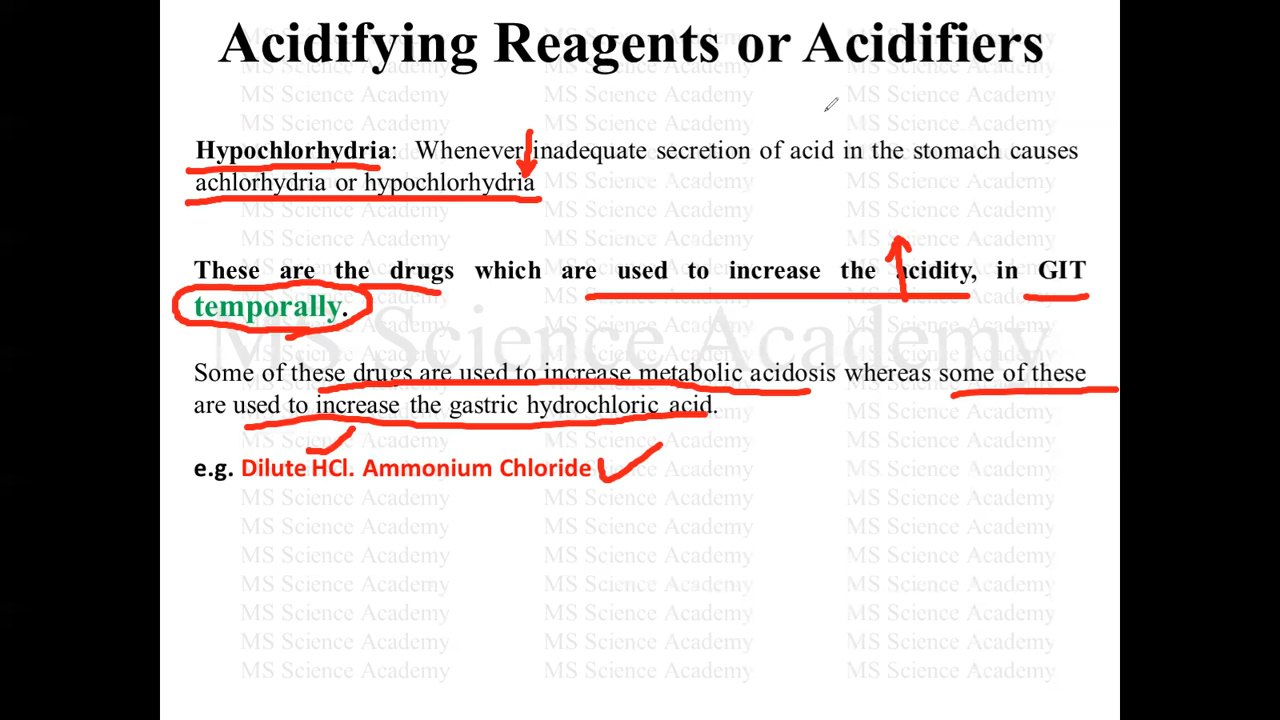 Acidifying Reagents or Acidifiers
Hypochlorhydria: Whenever inadequate secretion of acid in the stomach causes
achlorhydria or hypochlorhydria
These are the drugs which are used to increase the acidity, in GIT
temporally.
MS Science Academy
Some of these drugs are used to increase metabolic acidosis whereas some of these
are used to increase the gastric hydrochloric acid.
e.g. Dilute HCl. Ammonium Chloride